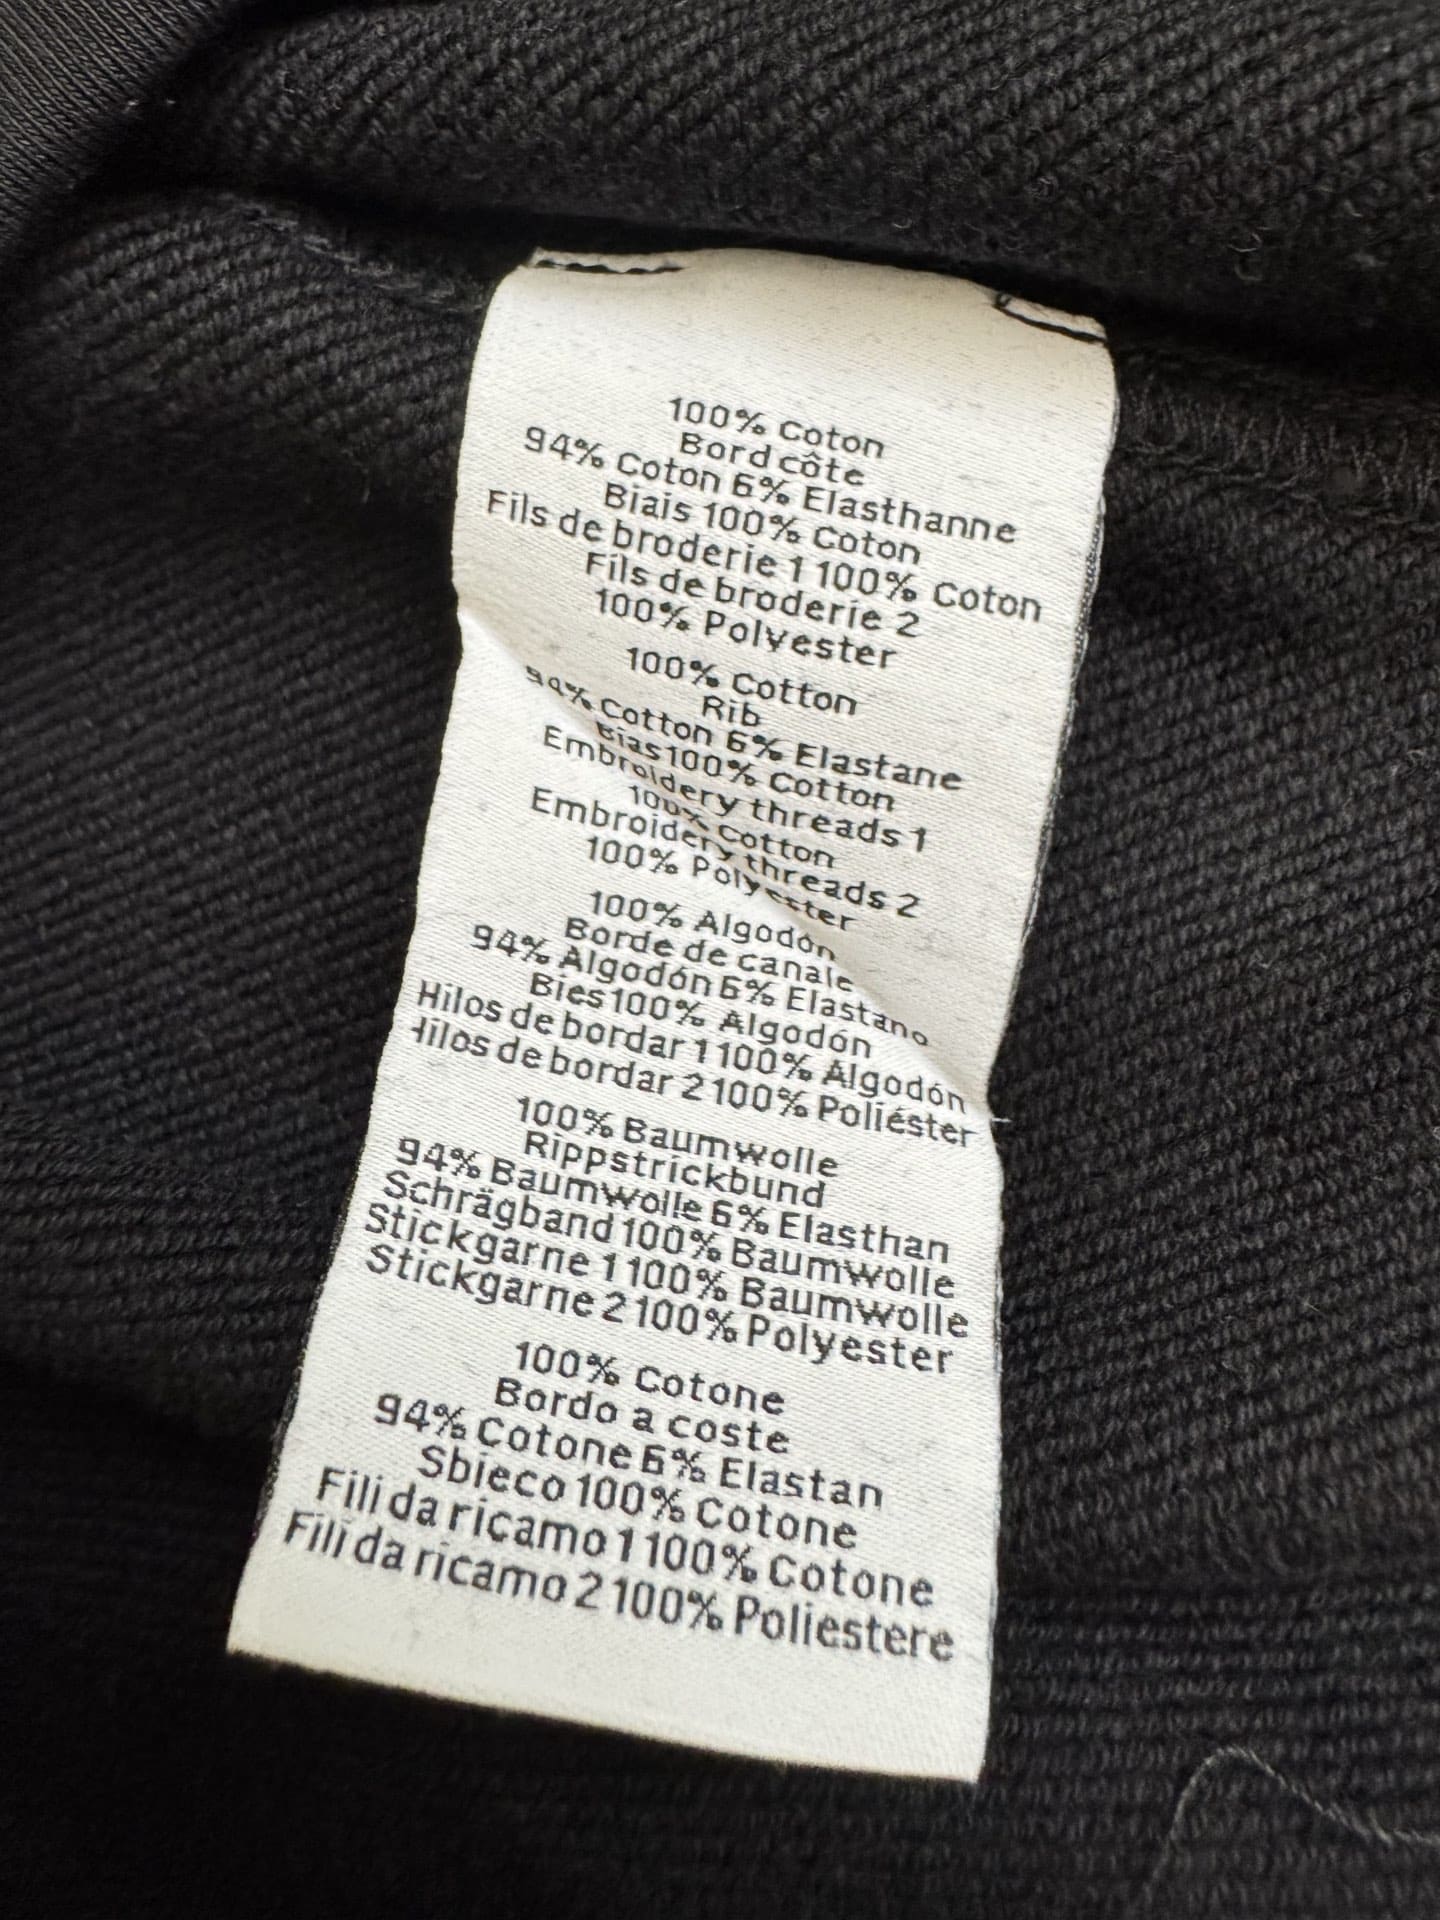 100% Coton
Bord côte
94% Coton 6% Elasthanne
Biais 100% Coton
Fils de broderie 1 100% Coton
Fils de broderie 2
100% Polyester
100% Cotton
Rib
94% Cotton 6% Elastane
Bias 100% Cotton
Embroidery threads 1
100% Cotton
Embroidery threads 2
100% Polyester
100% Algodón
Borde de canale
94% Algodón 6% Elastano
Bies 100% Algodón
Hilos de bordar 1 100% Algodón
Hilos de bordar 2 100% Poliéster
100% Baumwolle
Rippstrickbund
94% Baumwolle 6% Elasthan
Schrägband 100% Baumwolle
Stickgarne 1 100% Baumwolle
Stickgarne 2 100% Polyester
100% Cotone
Bordo a coste
94% Cotone 6% Elastan
Sbieco 100% Cotone
Fili da ricamo 1 100% Cotone
Fili da ricamo 2 100% Poliestere